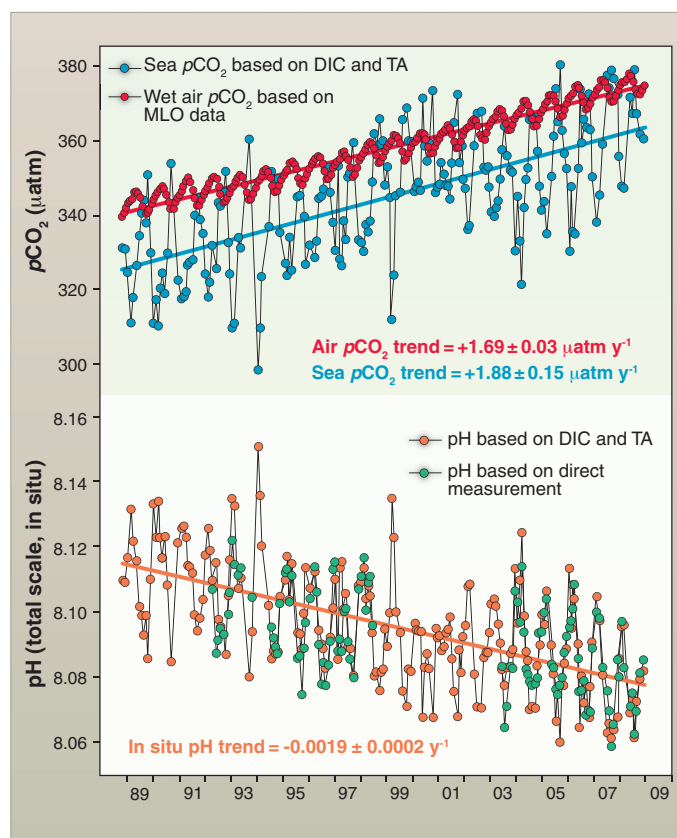 380
360
340
320
300
pCO₂ (µatm)
Sea pCO₂ based on DIC and TA
Wet air pCO₂ based on
MLO data
Air pCO₂ trend = +1.69 ± 0.03 µatm y⁻¹
Sea pCO₂ trend = +1.88 ± 0.15 µatm y⁻¹
8.16
8.14
8.12
8.10
8.08
8.06
pH (total scale, in situ)
pH based on DIC and TA
pH based on direct
measurement
In situ pH trend = -0.0019 ± 0.0002 y⁻¹
89 91 93 95 97 99 01 03 05 07 09